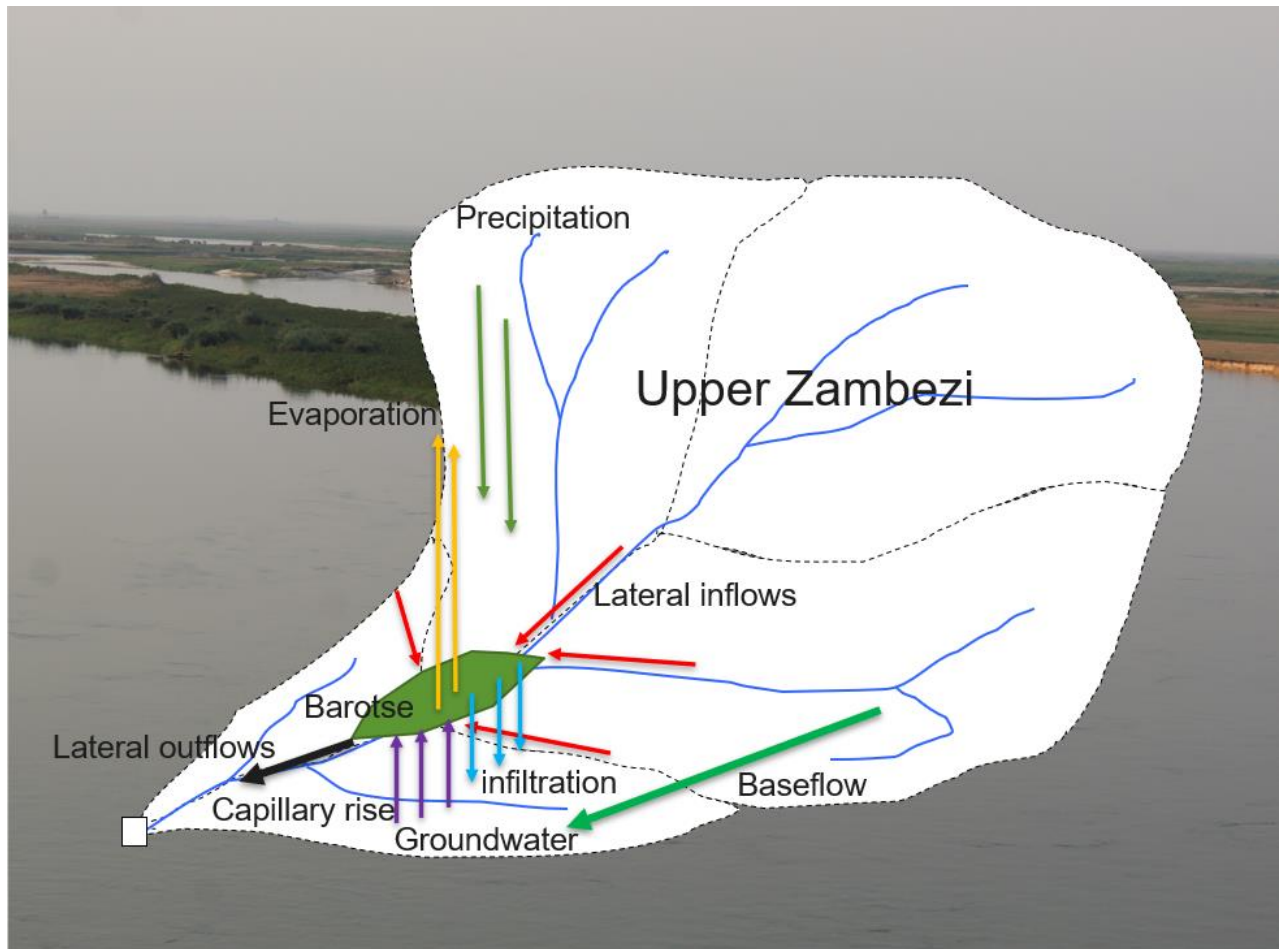 Precipitation
Upper Zambezi
Evaporation
Lateral inflows
Barotse
Lateral outflows
infiltration
Baseflow
Capillary rise
Groundwater